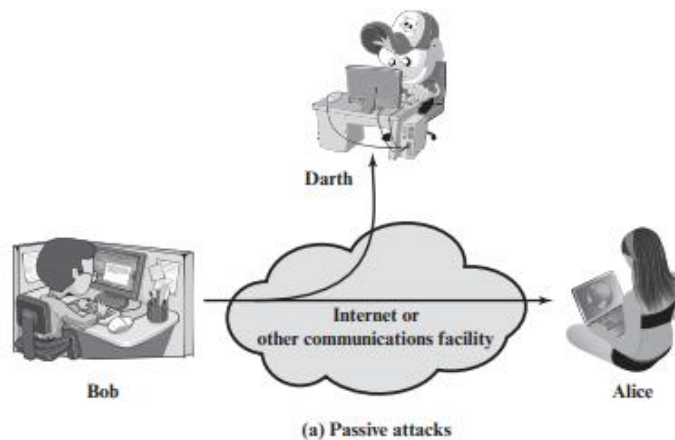 Darth
Internet or
other communications facility
Bob
Alice
(a) Passive attacks